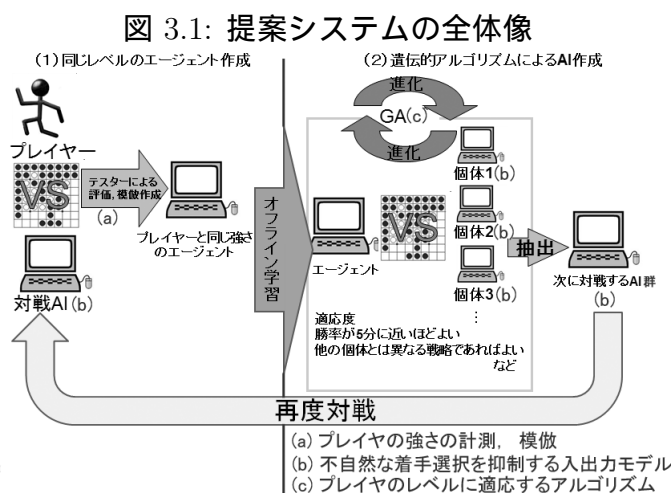 図 3.1: 提案システムの全体像
(1)同じレベルのエージェント作成
(2)遺伝的アルゴリズムによるAI作成
プレイヤー
VS
テスターによる
評価,模倣作成
(a)
プレイヤーと同じ強さ
のエージェント
対戦AI(b)
オフライン学習
進化
GA(c)
進化
エージェント
VS
個体1(b)
個体2(b)
個体3(b)
⋮
適応度
勝率が5分に近いほどよい
他の個体とは異なる戦略であればよい
など
抽出
次に対戦するAI群
(b)
再度対戦
(a) プレイヤの強さの計測, 模倣
(b) 不自然な着手選択を抑制する入出力モデル
(c) プレイヤのレベルに適応するアルゴリズム